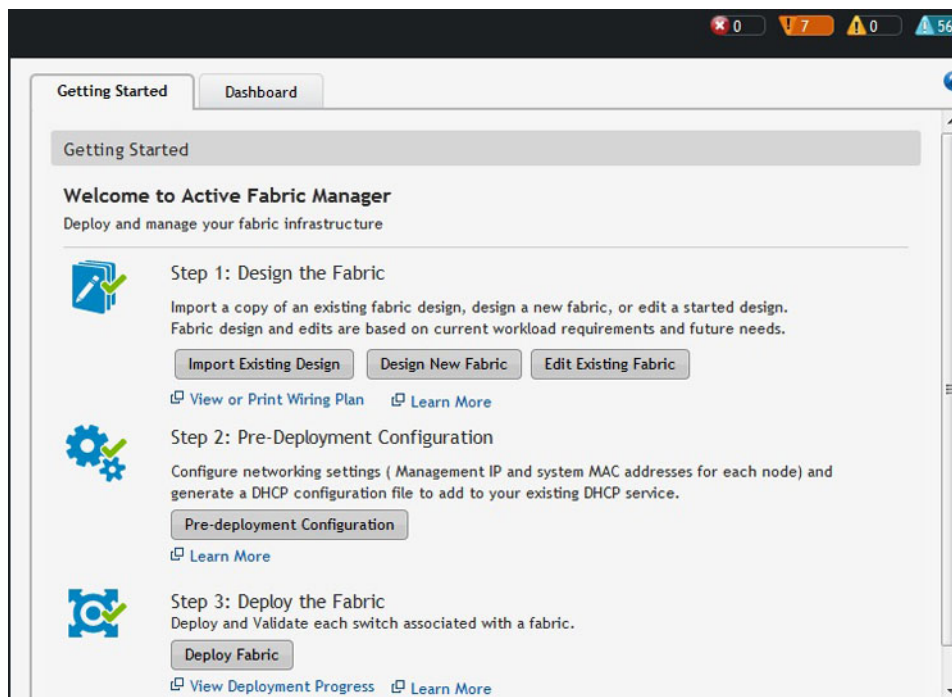 0 7 0 56
Getting Started Dashboard
Getting Started
Welcome to Active Fabric Manager
Deploy and manage your fabric infrastructure
Step 1: Design the Fabric
Import a copy of an existing fabric design, design a new fabric, or edit a started design.
Fabric design and edits are based on current workload requirements and future needs.
Import Existing Design Design New Fabric Edit Existing Fabric
View or Print Wiring Plan Learn More
Step 2: Pre-Deployment Configuration
Configure networking settings ( Management IP and system MAC addresses for each node) and
generate a DHCP configuration file to add to your existing DHCP service.
Pre-deployment Configuration
Learn More
Step 3: Deploy the Fabric
Deploy and Validate each switch associated with a fabric.
Deploy Fabric
View Deployment Progress Learn More